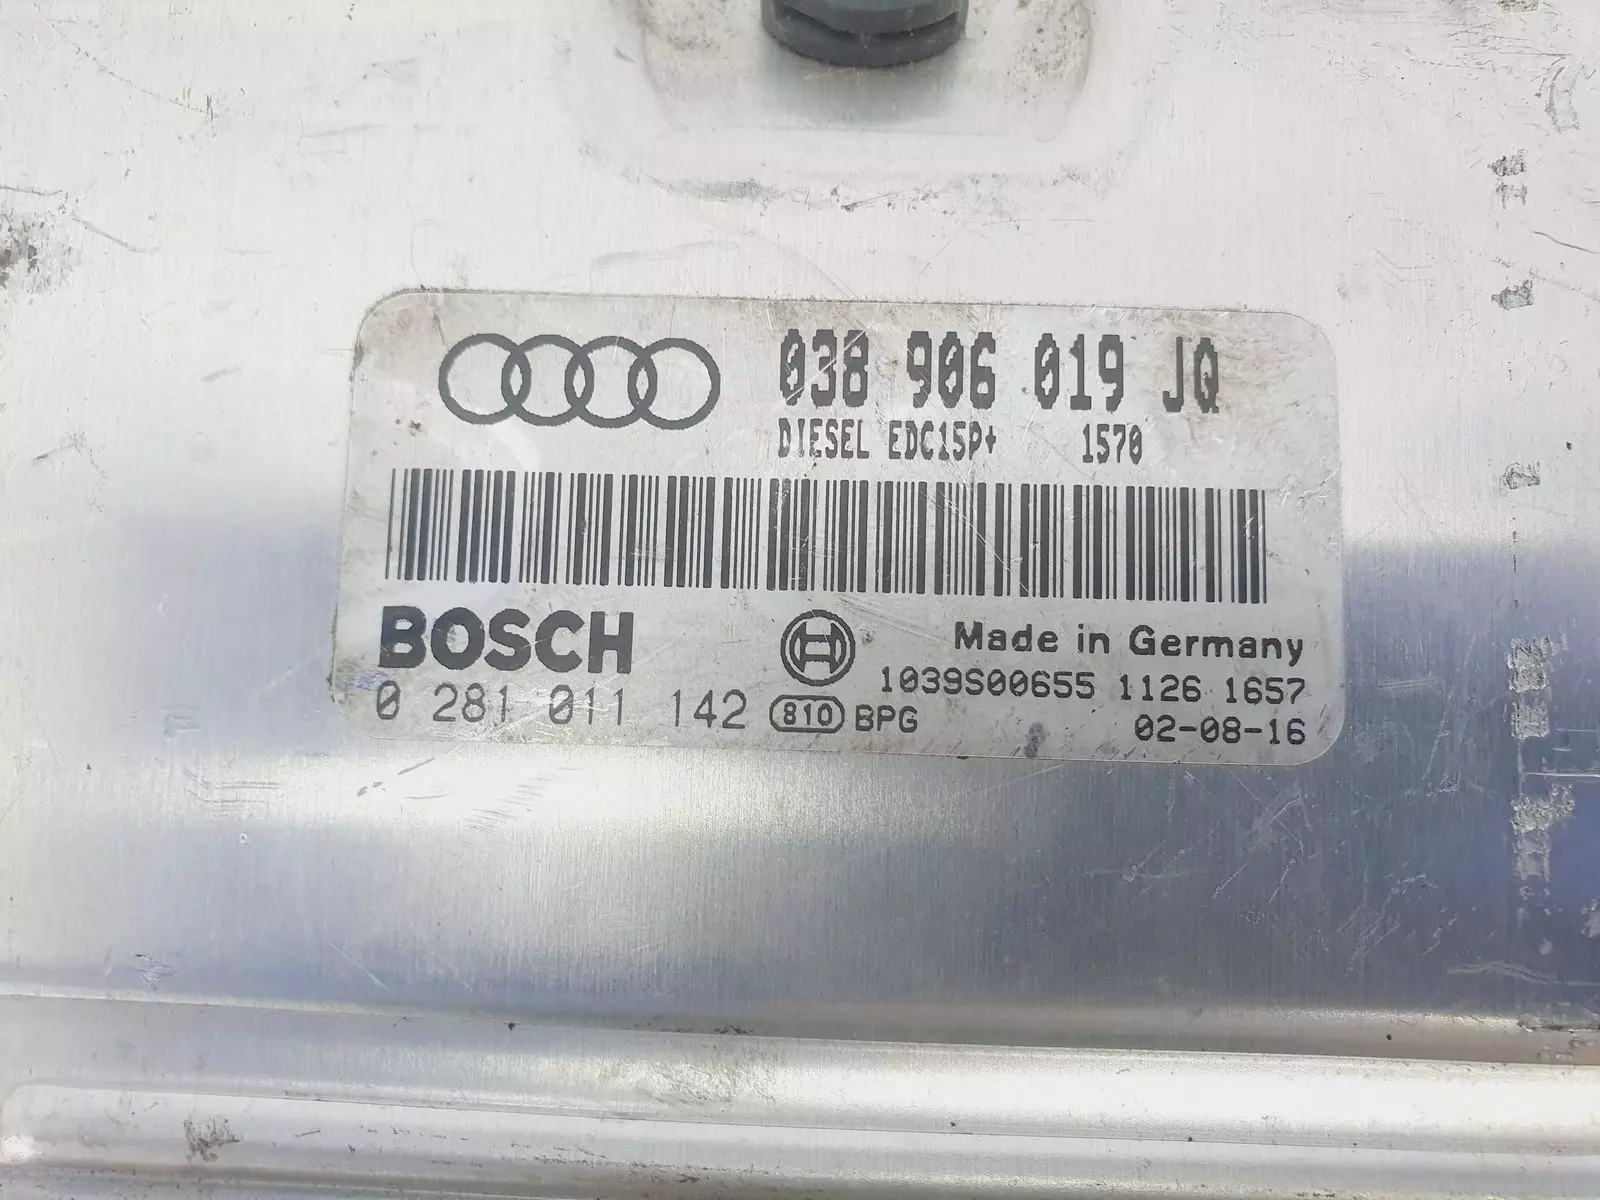 038 906 019 JQ
DIESEL EDC15P+ 1570
BOSCH
Made in Germany
0 281 011 142
1039S00655 1126 1657
810 BPG
02-08-16